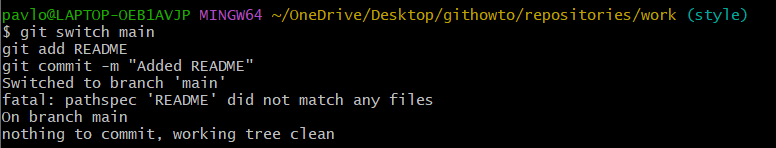 pavlo@LAPTOP-OEB1AVJP MINGW64 ~/OneDrive/Desktop/githowto/repositories/work (style)
$ git switch main
git add README
git commit -m "Added README"
Switched to branch 'main'
fatal: pathspec 'README' did not match any files
On branch main
nothing to commit, working tree clean